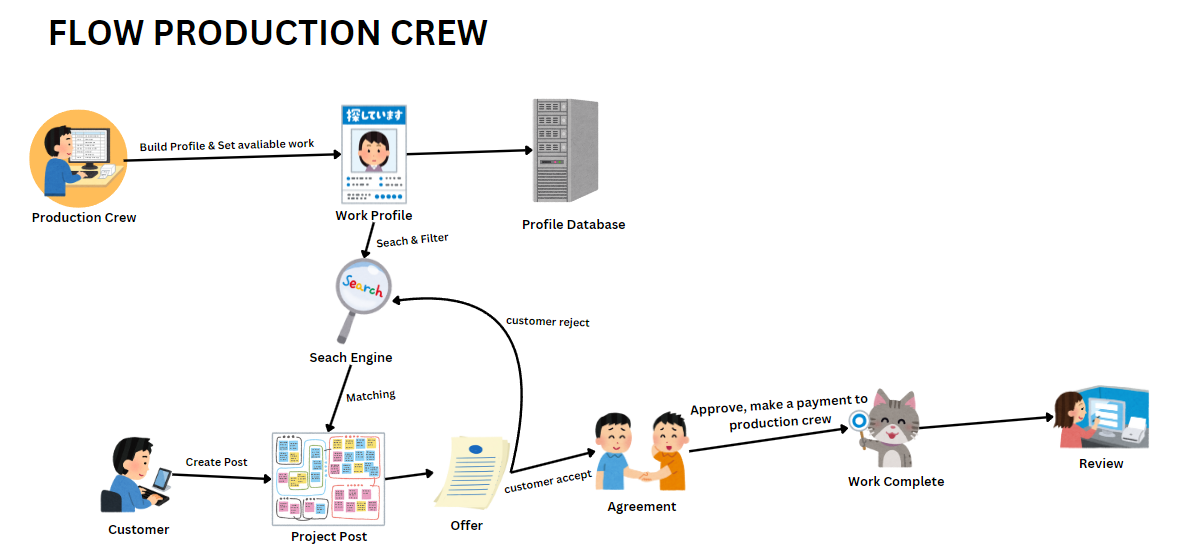 FLOW PRODUCTION CREW
探しています
Build Profile & Set avaliable work
Production Crew
Work Profile
Profile Database
Seach & Filter
Search
customer reject
Seach Engine
Matching
Approve, make a payment to
production crew
Create Post
customer accept
Customer
Project Post
Offer
Agreement
Work Complete
Review